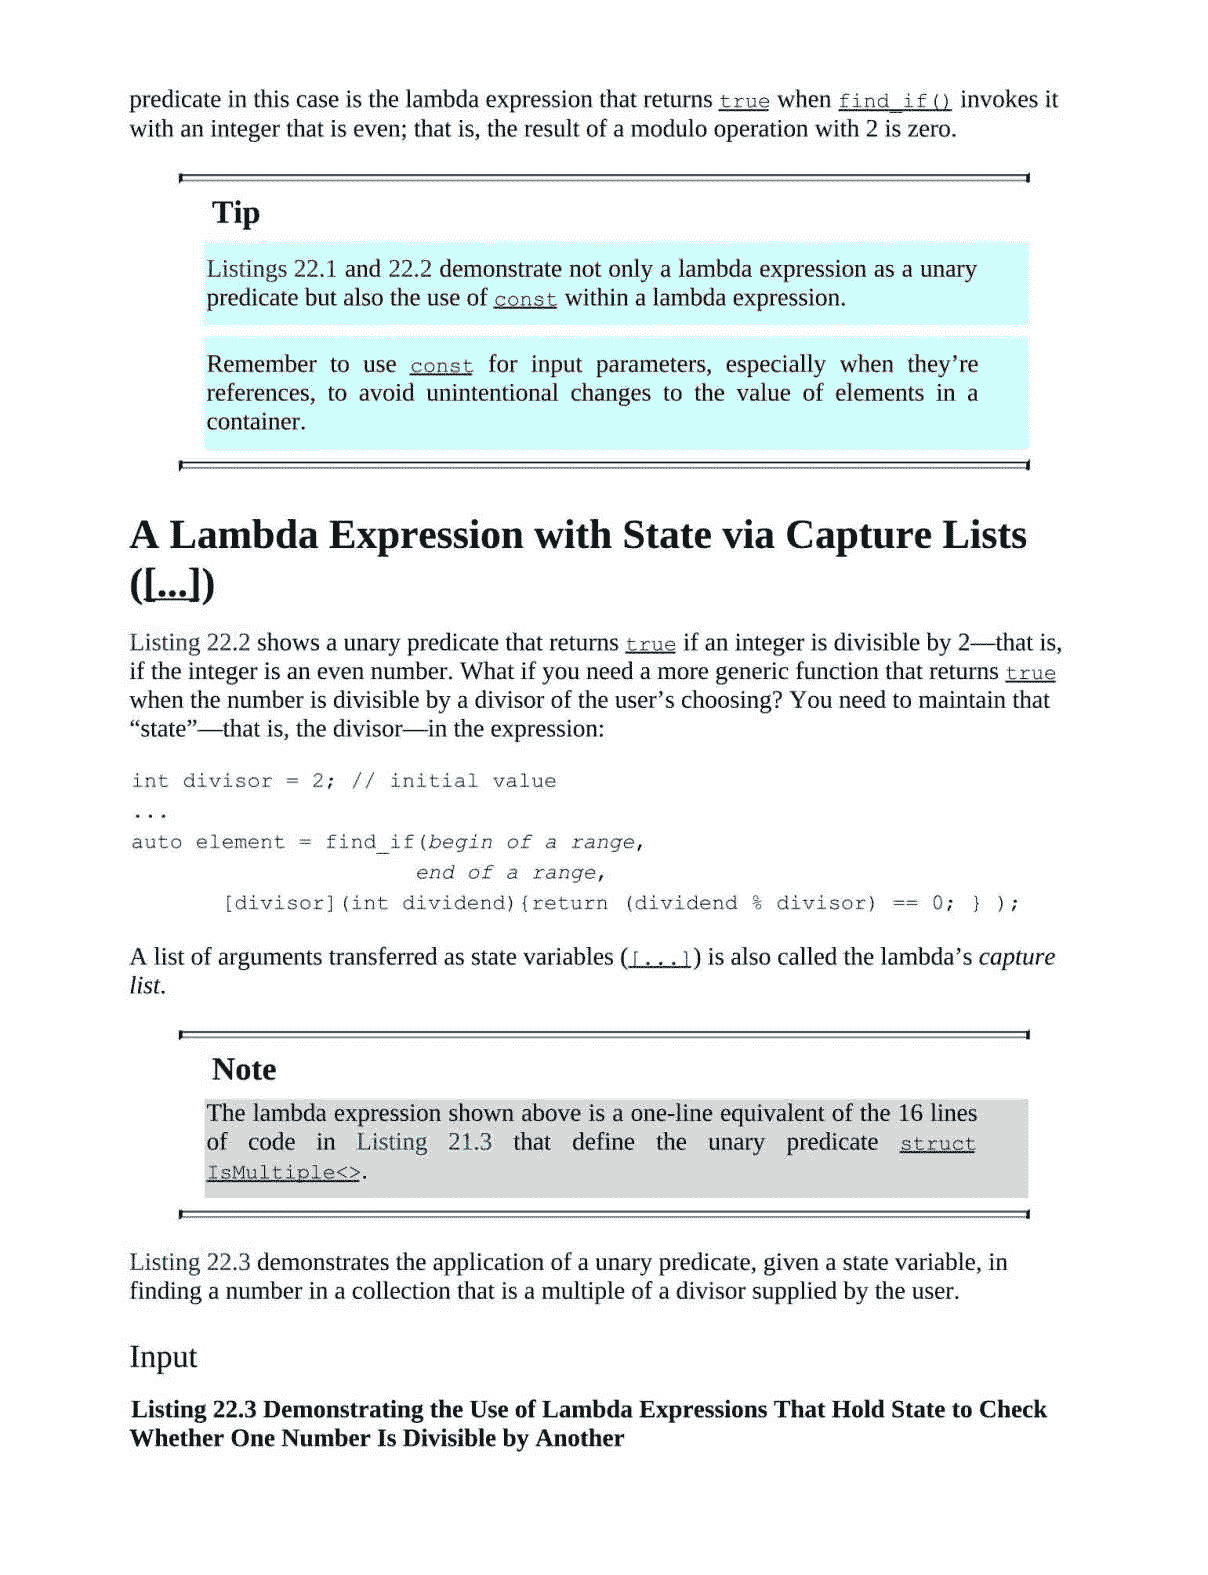 predicate in this case is the lambda expression that returns true when find_if() invokes it
with an integer that is even; that is, the result of a modulo operation with 2 is zero.
Tip
Listings 22.1 and 22.2 demonstrate not only a lambda expression as a unary
predicate but also the use of const within a lambda expression.
Remember to use const for input parameters, especially when they’re
references, to avoid unintentional changes to the value of elements in a
container.
A Lambda Expression with State via Capture Lists
([...])
Listing 22.2 shows a unary predicate that returns true if an integer is divisible by 2—that is,
if the integer is an even number. What if you need a more generic function that returns true
when the number is divisible by a divisor of the user’s choosing? You need to maintain that
“state”—that is, the divisor—in the expression:
int divisor = 2; // initial value
...
auto element = find_if(begin of a range,
end of a range,
[divisor](int dividend){return (dividend % divisor) == 0; } );
A list of arguments transferred as state variables ([...]) is also called the lambda’s capture
list.
Note
The lambda expression shown above is a one-line equivalent of the 16 lines
of code in Listing 21.3 that define the unary predicate struct
IsMultiple<>.
Listing 22.3 demonstrates the application of a unary predicate, given a state variable, in
finding a number in a collection that is a multiple of a divisor supplied by the user.
Input
Listing 22.3 Demonstrating the Use of Lambda Expressions That Hold State to Check
Whether One Number Is Divisible by Another